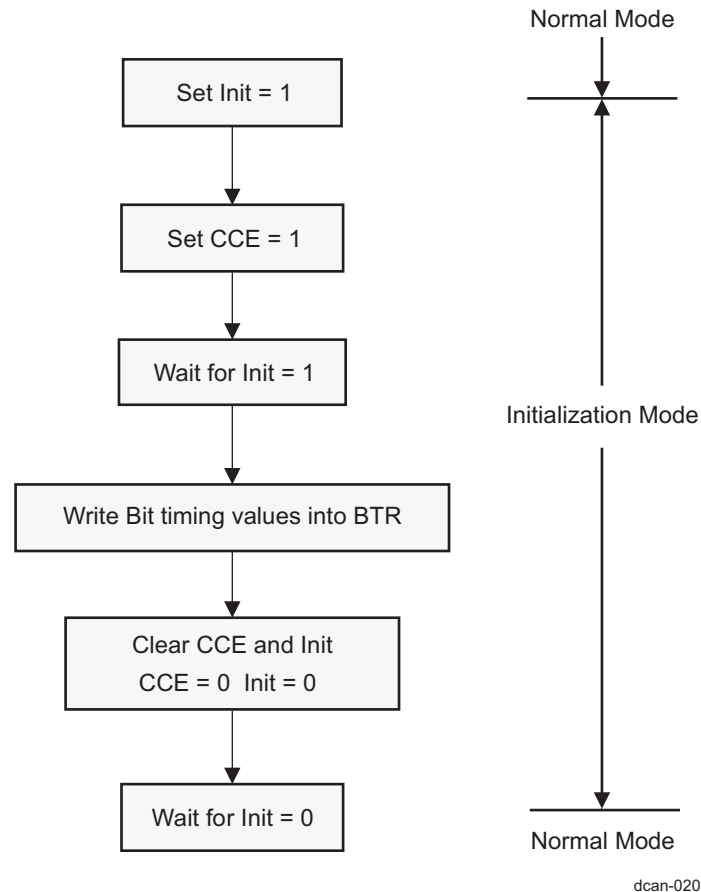 Normal Mode
Set Init = 1
Set CCE = 1
Wait for Init = 1
Initialization Mode
Write Bit timing values into BTR
Clear CCE and Init
CCE = 0 Init = 0
Wait for Init = 0
Normal Mode
dcan-020